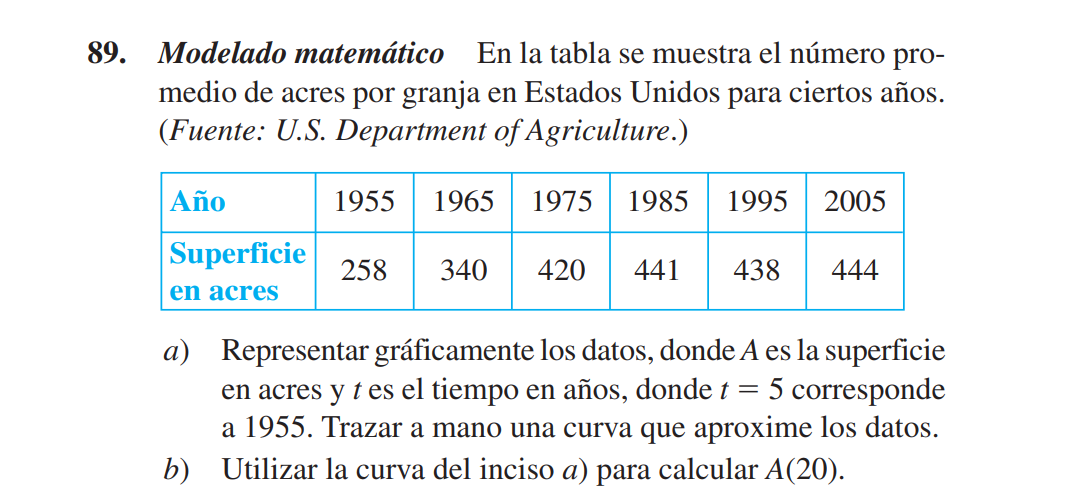 89. Modelado matemático En la tabla se muestra el número pro-
medio de acres por granja en Estados Unidos para ciertos años.
(Fuente: U.S. Department of Agriculture.)
Año 1955 1965 1975 1985 1995 2005
Superficie
en acres 258 340 420 441 438 444
a) Representar gráficamente los datos, donde A es la superficie
en acres y t es el tiempo en años, donde t = 5 corresponde
a 1955. Trazar a mano una curva que aproxime los datos.
b) Utilizar la curva del inciso a) para calcular A(20).